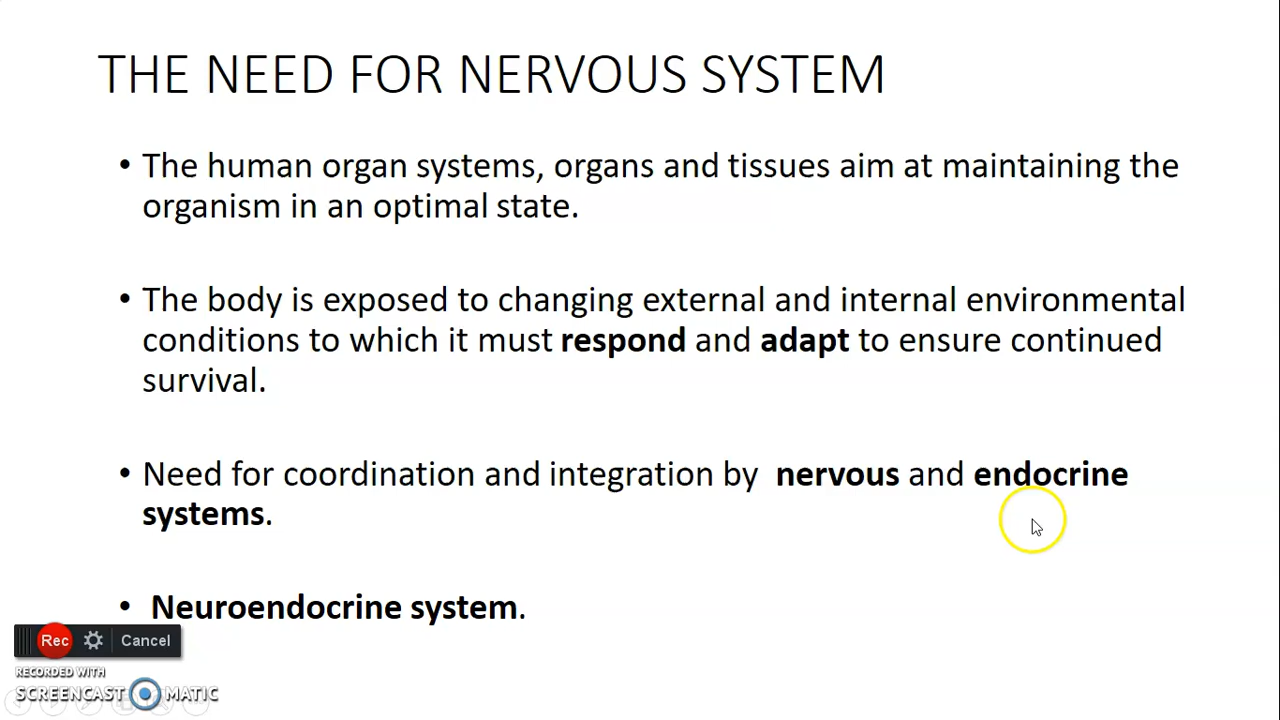 THE NEED FOR NERVOUS SYSTEM
• The human organ systems, organs and tissues aim at maintaining the
organism in an optimal state.
• The body is exposed to changing external and internal environmental
conditions to which it must respond and adapt to ensure continued
survival.
• Need for coordination and integration by nervous and endocrine
systems.
• Neuroendocrine system.
Rec Cancel
RECORDED WITH
SCREENCAST MATIC